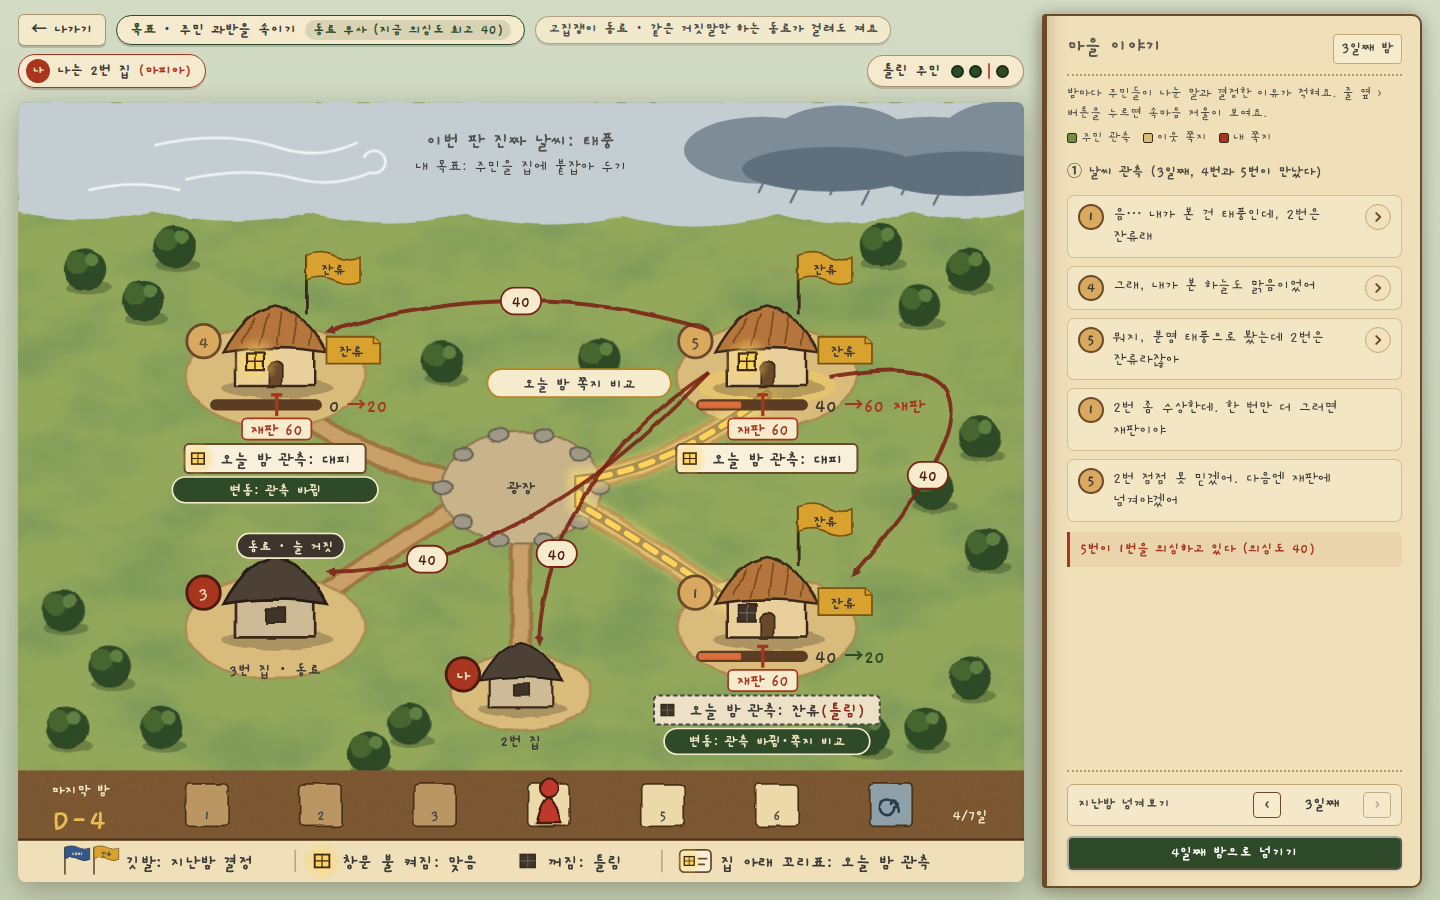 ← 나가기
목표 · 주민 과반을 속이기 동료 우사 (지금 의심도 최고 40)
고집쟁이 동료 · 같은 거짓말만 하는 동료가 걸려도 져요
나 나는 2번 집 (마피아)
틀린 주민
이번 판 진짜 날씨: 태풍
내 목표: 주민을 집에 붙잡아 두기
잔류
잔류
40
4
잔류
5
잔류
오늘 밤 쪽지 비교
0 →20
40 →60 재판
재판 60
재판 60
오늘 밤 관측: 대피
오늘 밤 관측: 대피
변동: 관측 바뀜
광장
40
잔류
동료 · 늘 거짓
40
40
3
1
잔류
3번 집 · 동료
40 →20
나
재판 60
오늘 밤 관측: 잔류(틀림)
2번 집
변동: 관측 바뀜·쪽지 비교
마지막 밤
D-4
1
2
3
5
6
4/7일
깃발: 지난밤 결정
창문 불 켜짐: 맞음
꺼짐: 틀림
집 아래 꼬리표: 오늘 밤 관측
마을 이야기
3일째 밤
밤마다 주민들이 나눈 말과 결정한 이유가 적혀요. 줄 옆 ›
버튼을 누르면 속마음 저울이 보여요.
주민 관측 이웃 쪽지 내 쪽지
① 날씨 관측 (3일째, 4번과 5번이 만났다)
1 음… 내가 본 건 태풍인데, 2번은
잔류래
4 그래, 내가 본 하늘도 맑음이었어
5 뭐지, 분명 태풍으로 봤는데 2번은
잔류라잖아
1 2번 좀 수상한데. 한 번만 더 그러면
재판이야
5 2번 점점 못 믿겠어. 다음엔 재판에
넘겨야겠어
5번이 1번을 의심하고 있다 (의심도 40)
지난밤 넘겨보기 ‹ 3일째 ›
4일째 밤으로 넘기기